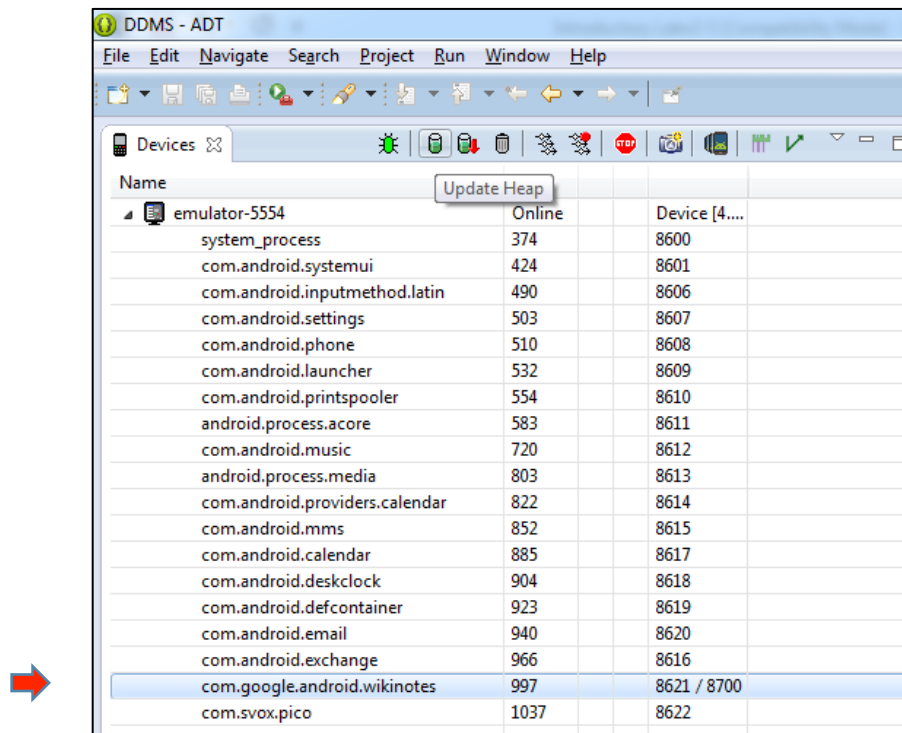 DDMS - ADT
File Edit Navigate Search Project Run Window Help
Devices
STOP
Name
Update Heap
emulator-5554 Online Device [4....
system_process 374 8600
com.android.systemui 424 8601
com.android.inputmethod.latin 490 8606
com.android.settings 503 8607
com.android.phone 510 8608
com.android.launcher 532 8609
com.android.printspooler 554 8610
android.process.acore 583 8611
com.android.music 720 8612
android.process.media 803 8613
com.android.providers.calendar 822 8614
com.android.mms 852 8615
com.android.calendar 885 8617
com.android.deskclock 904 8618
com.android.defcontainer 923 8619
com.android.email 940 8620
com.android.exchange 966 8616
com.google.android.wikinotes 997 8621 / 8700
com.svox.pico 1037 8622